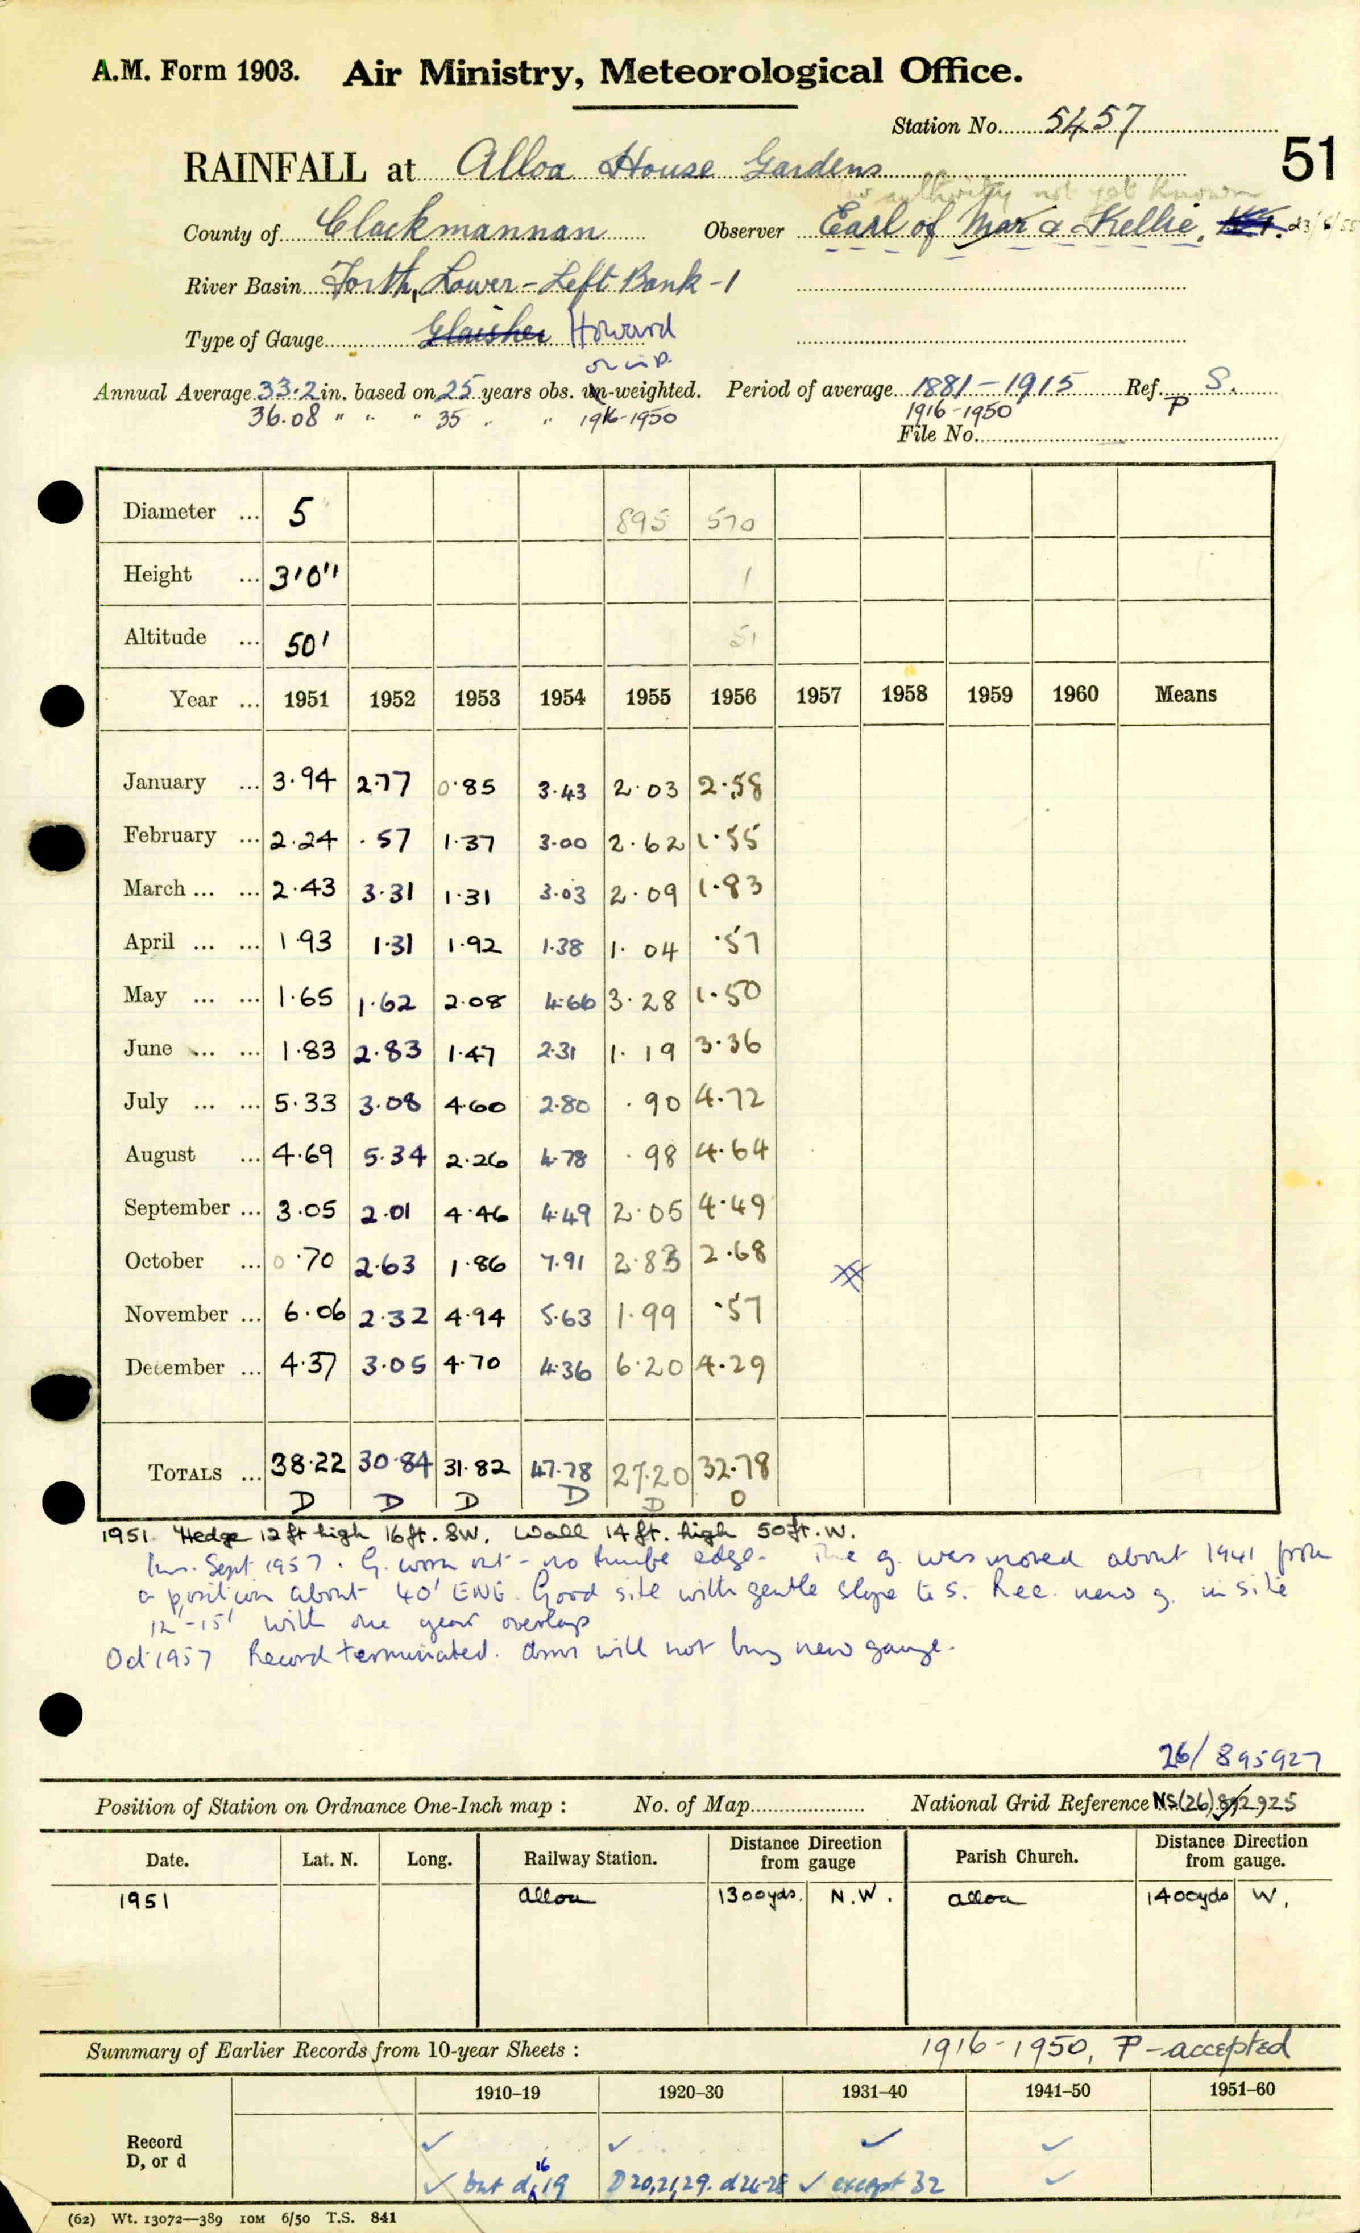 A.M. Form 1903. Air Ministry, Meteorological Office.
Station No. 5457
51
RAINFALL at Alloa House Gardens
authority not yet known
County of Clackmannan Observer Earl of Mar & Kellie. 23/6/55
River Basin Forth, Lower - Left Bank - 1
Type of Gauge Glaisher Howard
Annual Average 33.2 in. based on 25 years obs. un-weighted. Period of average 1881-1915 Ref. S.
36.08 " " " 35 " " 1916-1950 1916-1950 P
File No.
Diameter ... 5 895 570
Height ... 3'0" 1
Altitude ... 50' 51
Year ... 1951 1952 1953 1954 1955 1956 1957 1958 1959 1960 Means
January ... 3.94 2.77 0.85 3.43 2.03 2.58
February ... 2.24 .57 1.37 3.00 2.62 1.55
March ... ... 2.43 3.31 1.31 3.03 2.09 1.83
April ... ... 1.93 1.31 1.92 1.38 1.04 .57
May ... ... 1.65 1.62 2.08 4.66 3.28 1.50
June ... ... 1.83 2.83 1.47 2.31 1.19 3.36
July ... ... 5.33 3.08 4.60 2.80 .90 4.72
August ... 4.69 5.34 2.26 4.78 .98 4.64
September ... 3.05 2.01 4.46 4.49 2.05 4.49
October ... 0.70 2.63 1.86 7.91 2.83 2.68
November ... 6.06 2.32 4.94 5.63 1.99 .57
December ... 4.37 3.05 4.70 4.36 6.20 4.29
TOTALS ... 38.22 30.84 31.82 47.78 27.20 32.78
D D D D D D
1951. Hedge 12ft high 16ft. SW. Wall 14ft. high 50ft. W.
Ins. Sept 1957. G. worn out - no turube edge. The g. was moved about 1941 from
a position about 40' ENE. Good site with gentle slope to S. Rec. new g. in site
12'-15' with one year overlap
Oct 1957 Record terminated. will not buy new gauge.
26/895927
Position of Station on Ordnance One-Inch map : No. of Map National Grid Reference NS(26)892925
Date. Lat. N. Long. Railway Station. Distance Direction from gauge Parish Church. Distance Direction from gauge.
1951 Alloa 1300yds. N.W. Alloa 1400yds W.
Summary of Earlier Records from 10-year Sheets : 1916-1950, P-accepted
1910-19 1920-30 1931-40 1941-50 1951-60
Record ✓ ✓ ✓ ✓
D, or d ✓ but d 16, 19 D 20,21,29. d 24-28 ✓ except 32 ✓
(62) Wt. 13072—389 10M 6/50 T.S. 841